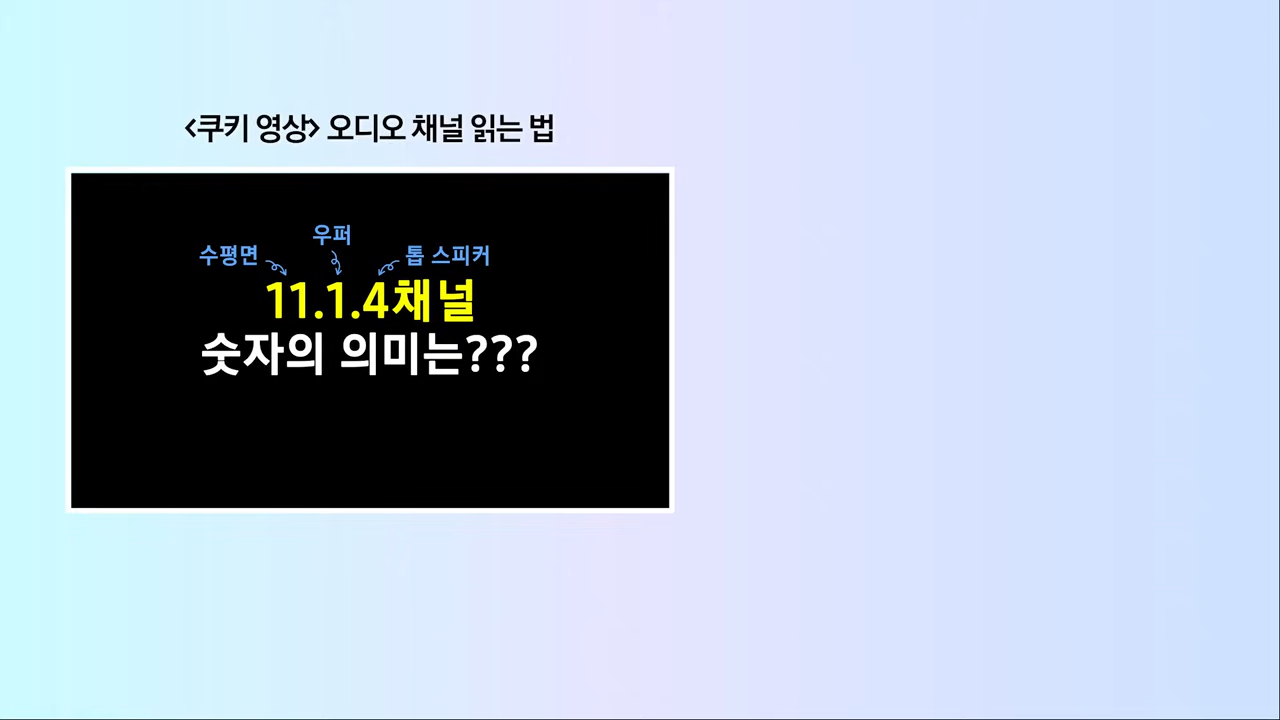 <쿠키 영상> 오디오 채널 읽는 법
우퍼
수평면 톱 스피커
11.1.4채널
숫자의 의미는???